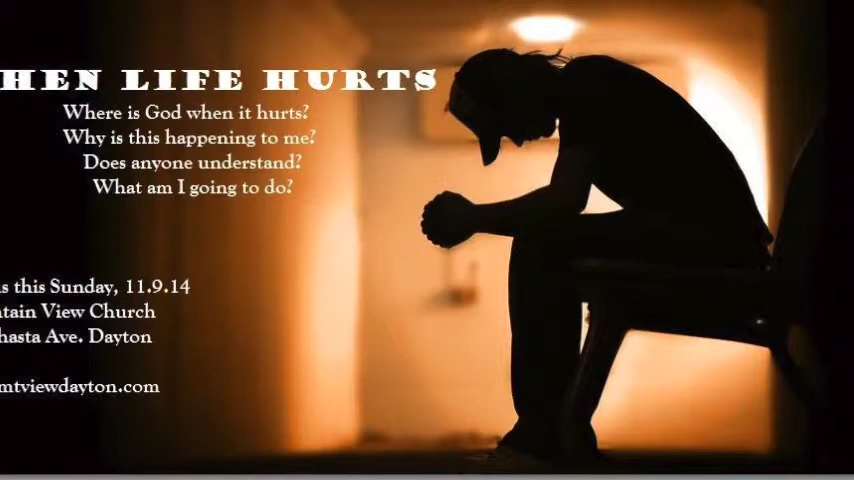 HEN LIFE HURTS
Where is God when it hurts?
Why is this happening to me?
Does anyone understand?
What am I going to do?
s this Sunday, 11.9.14
tain View Church
hasta Ave. Dayton
mtviewdayton.com